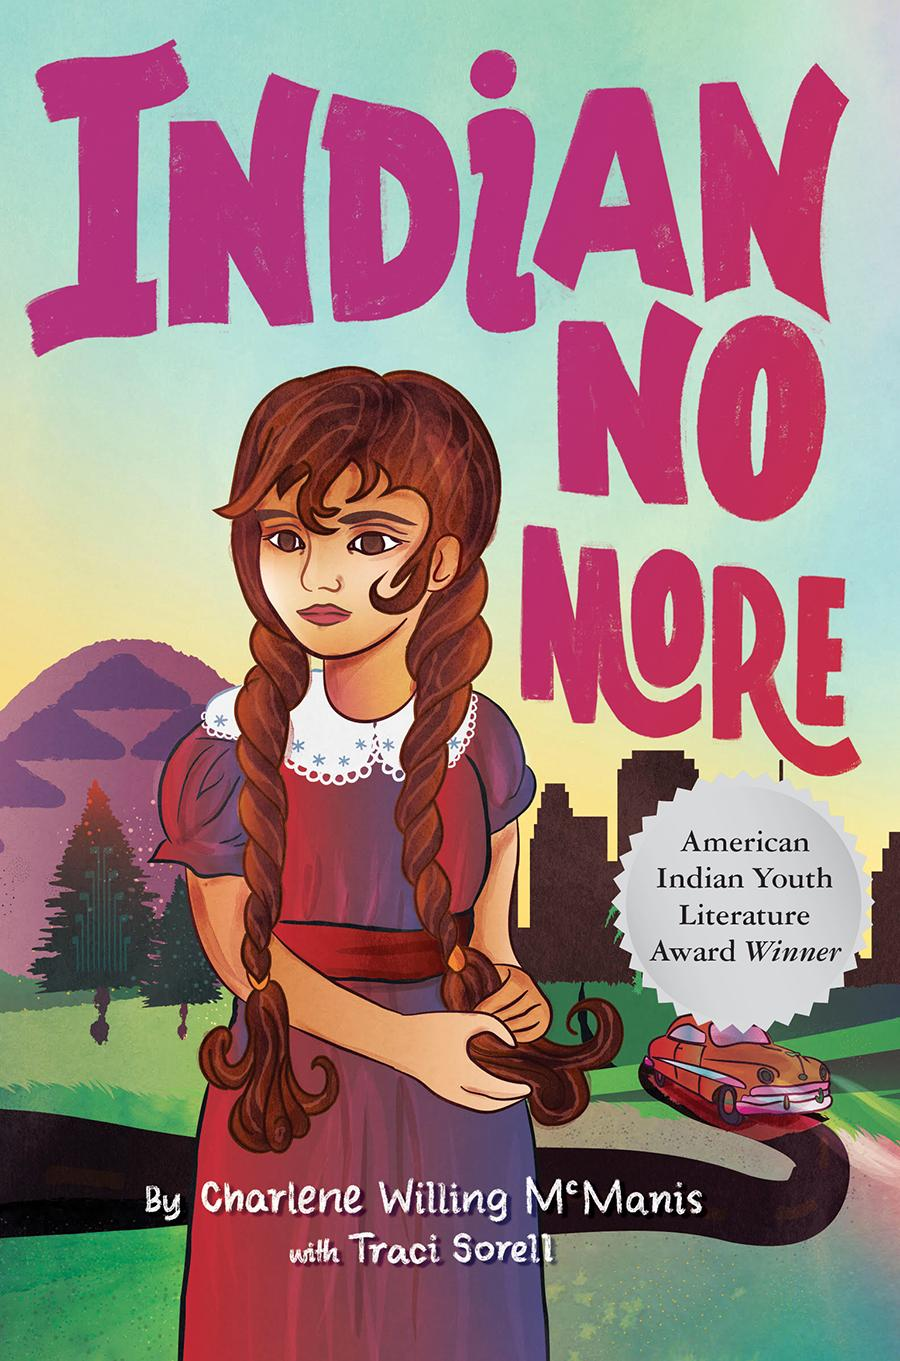 INDiAN
NO
MORE
American
Indian Youth
Literature
Award Winner
By Charlene Willing McManis
with Traci Sorell